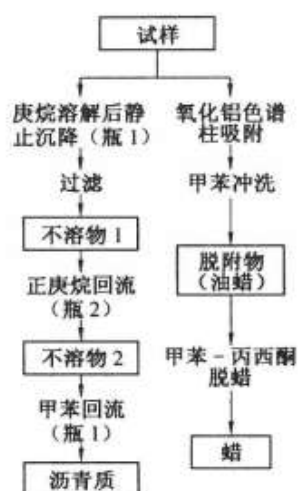 试样
庚烷溶解后静
止沉降（瓶1）
过滤
不溶物1
正庚烷回流
（瓶2）
不溶物2
甲苯回流
（瓶1）
沥青质
氧化铝色谱
柱吸附
甲苯冲洗
脱附物
（油蜡）
甲苯－丙西酮
脱蜡
蜡